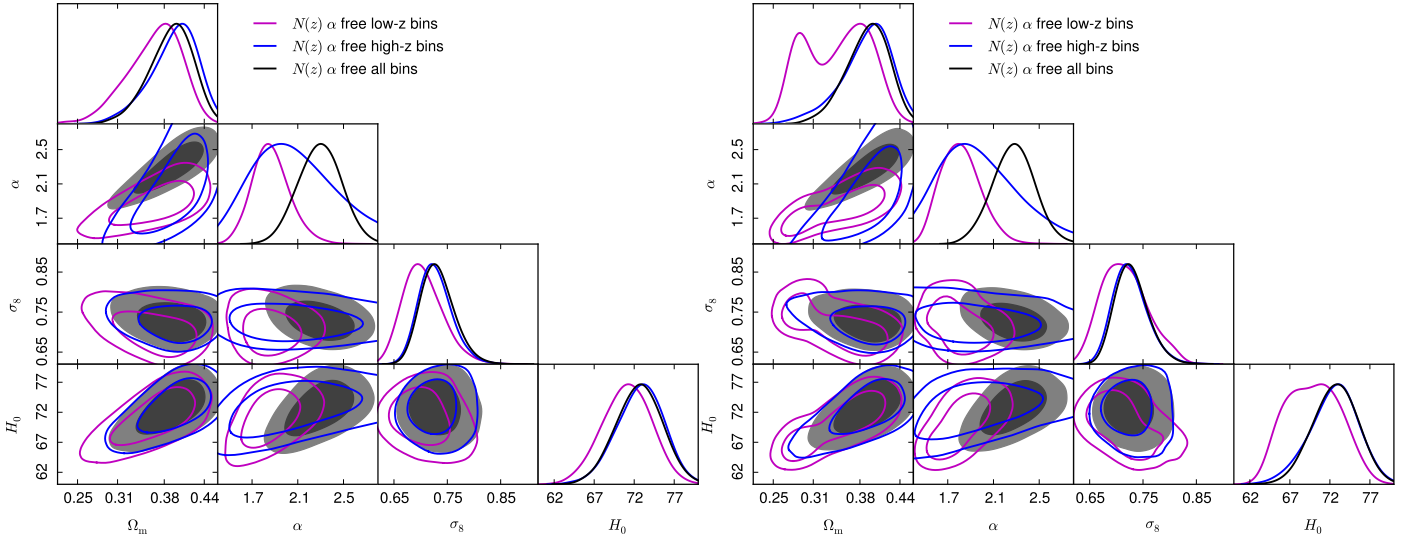 N(z) α free low-z bins
N(z) α free high-z bins
N(z) α free all bins
α
2.5
2.1
1.7
σ₈
0.85
0.75
0.65
H₀
77
72
67
62
0.25 0.31 0.38 0.44 1.7 2.1 2.5 0.65 0.75 0.85 62 67 72 77
Ωₘ α σ₈ H₀
N(z) α free low-z bins
N(z) α free high-z bins
N(z) α free all bins
α
2.5
2.1
1.7
σ₈
0.85
0.75
0.65
H₀
77
72
67
62
0.25 0.31 0.38 0.44 1.7 2.1 2.5 0.65 0.75 0.85 62 67 72 77
Ωₘ α σ₈ H₀